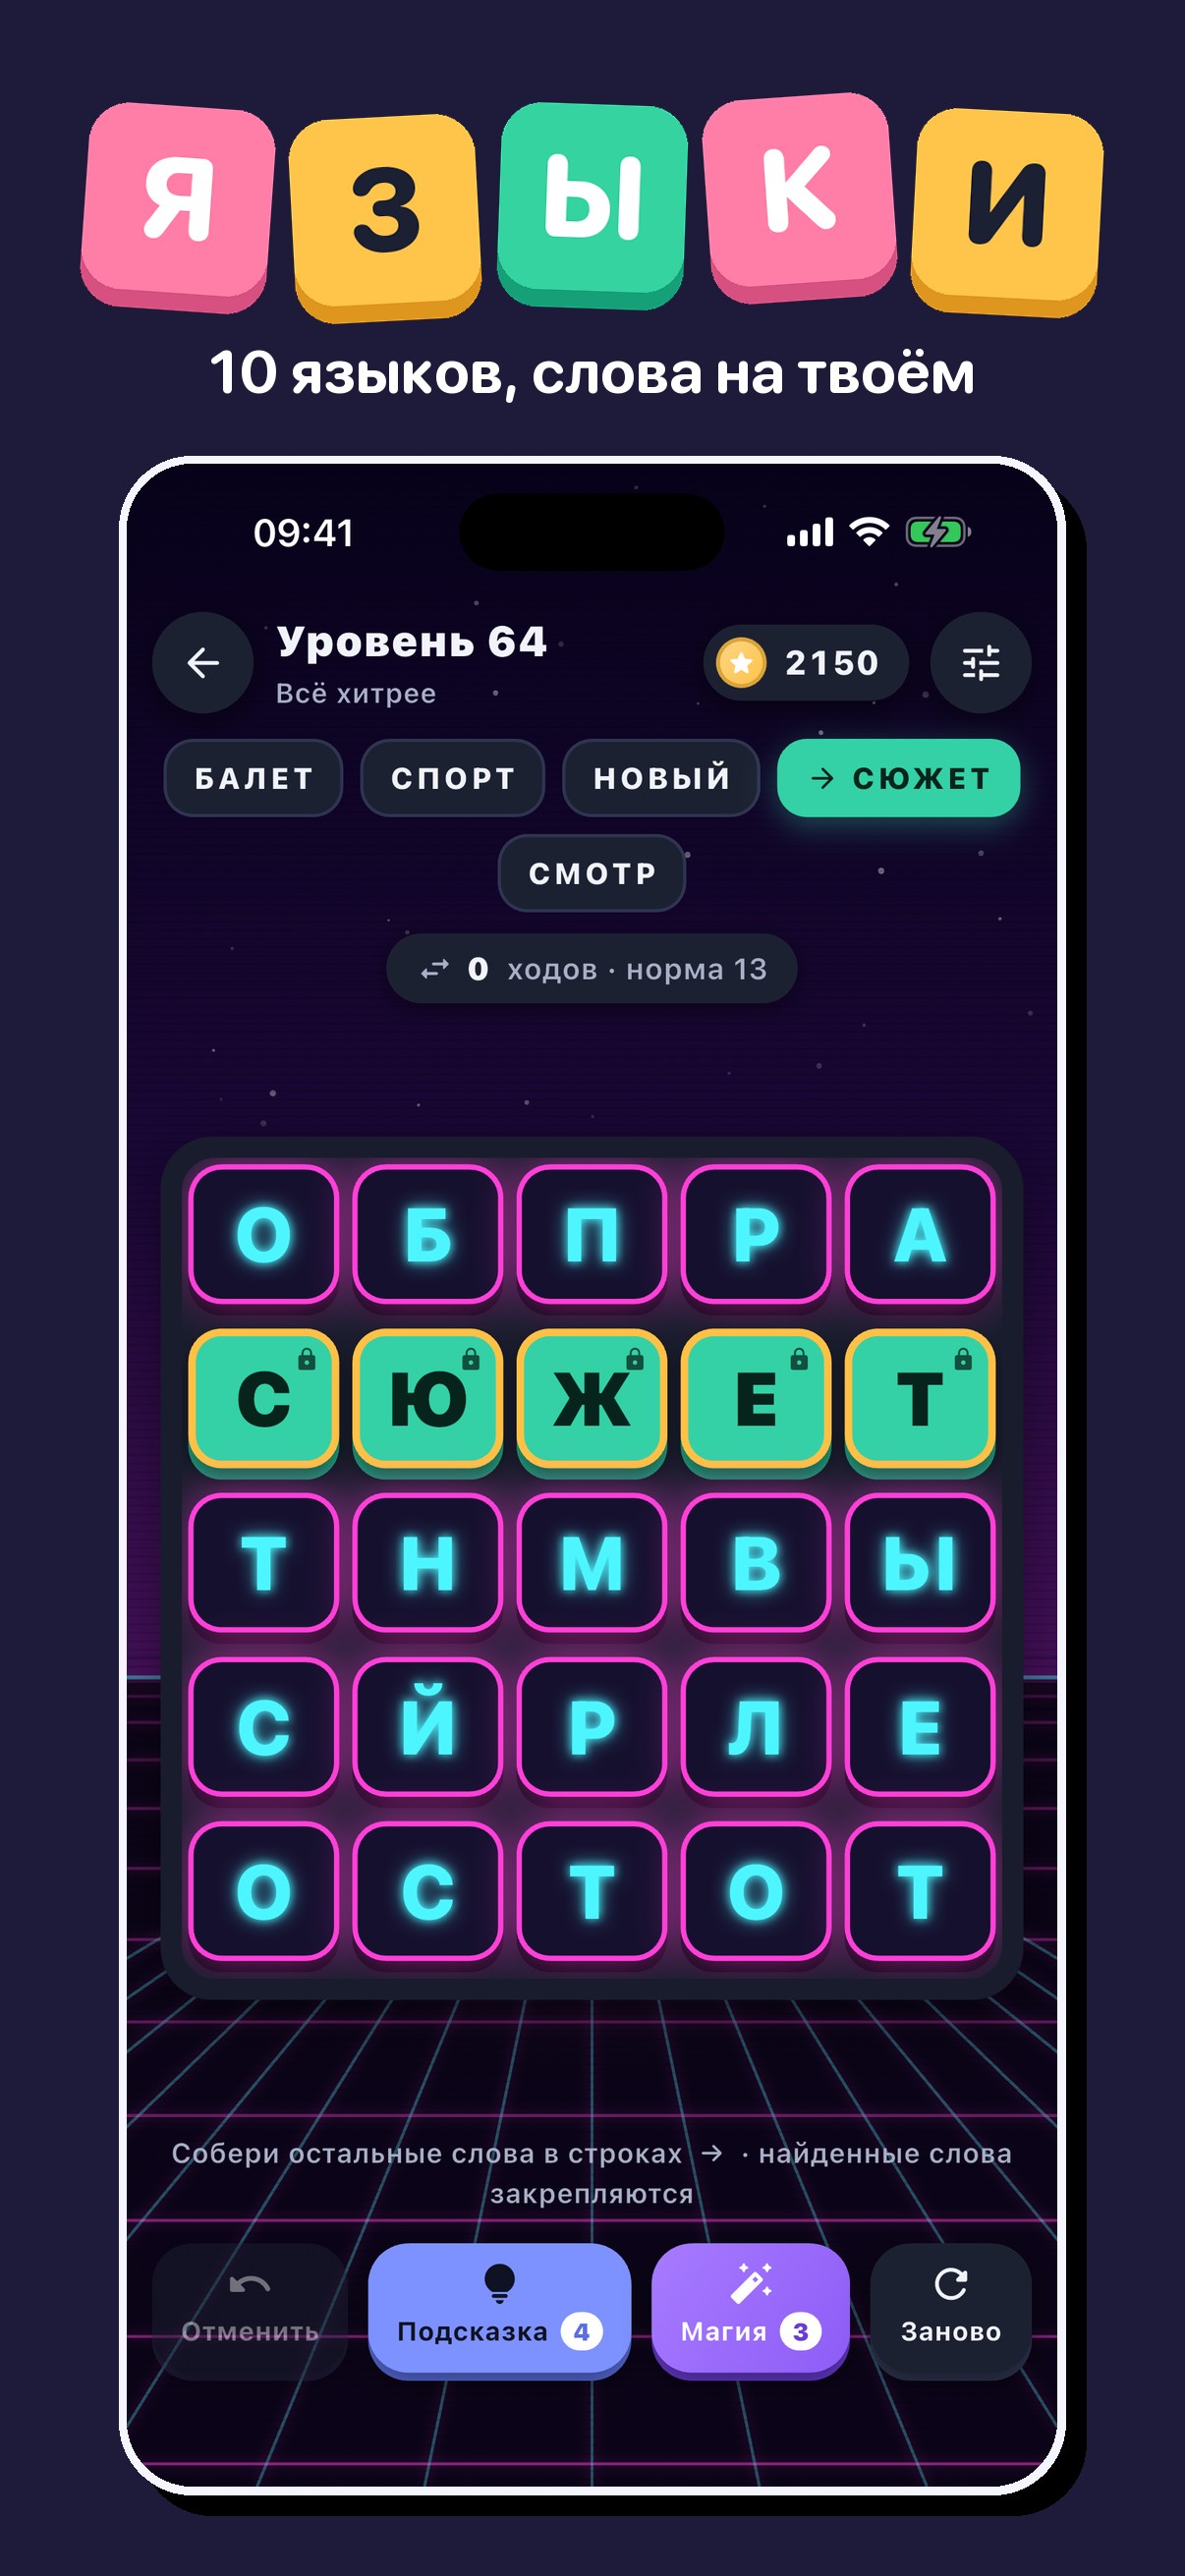 ЯЗЫКИ
10 языков, слова на твоём
09:41
Уровень 64
2150
Всё хитрее
БАЛЕТ СПОРТ НОВЫЙ → СЮЖЕТ
СМОТР
0 ходов · норма 13
О Б П Р А
С Ю Ж Е Т
Т Н М В Ы
С Й Р Л Е
О С Т О Т
Собери остальные слова в строках → · найденные слова
закрепляются
Отменить Подсказка 4 Магия 3 Заново